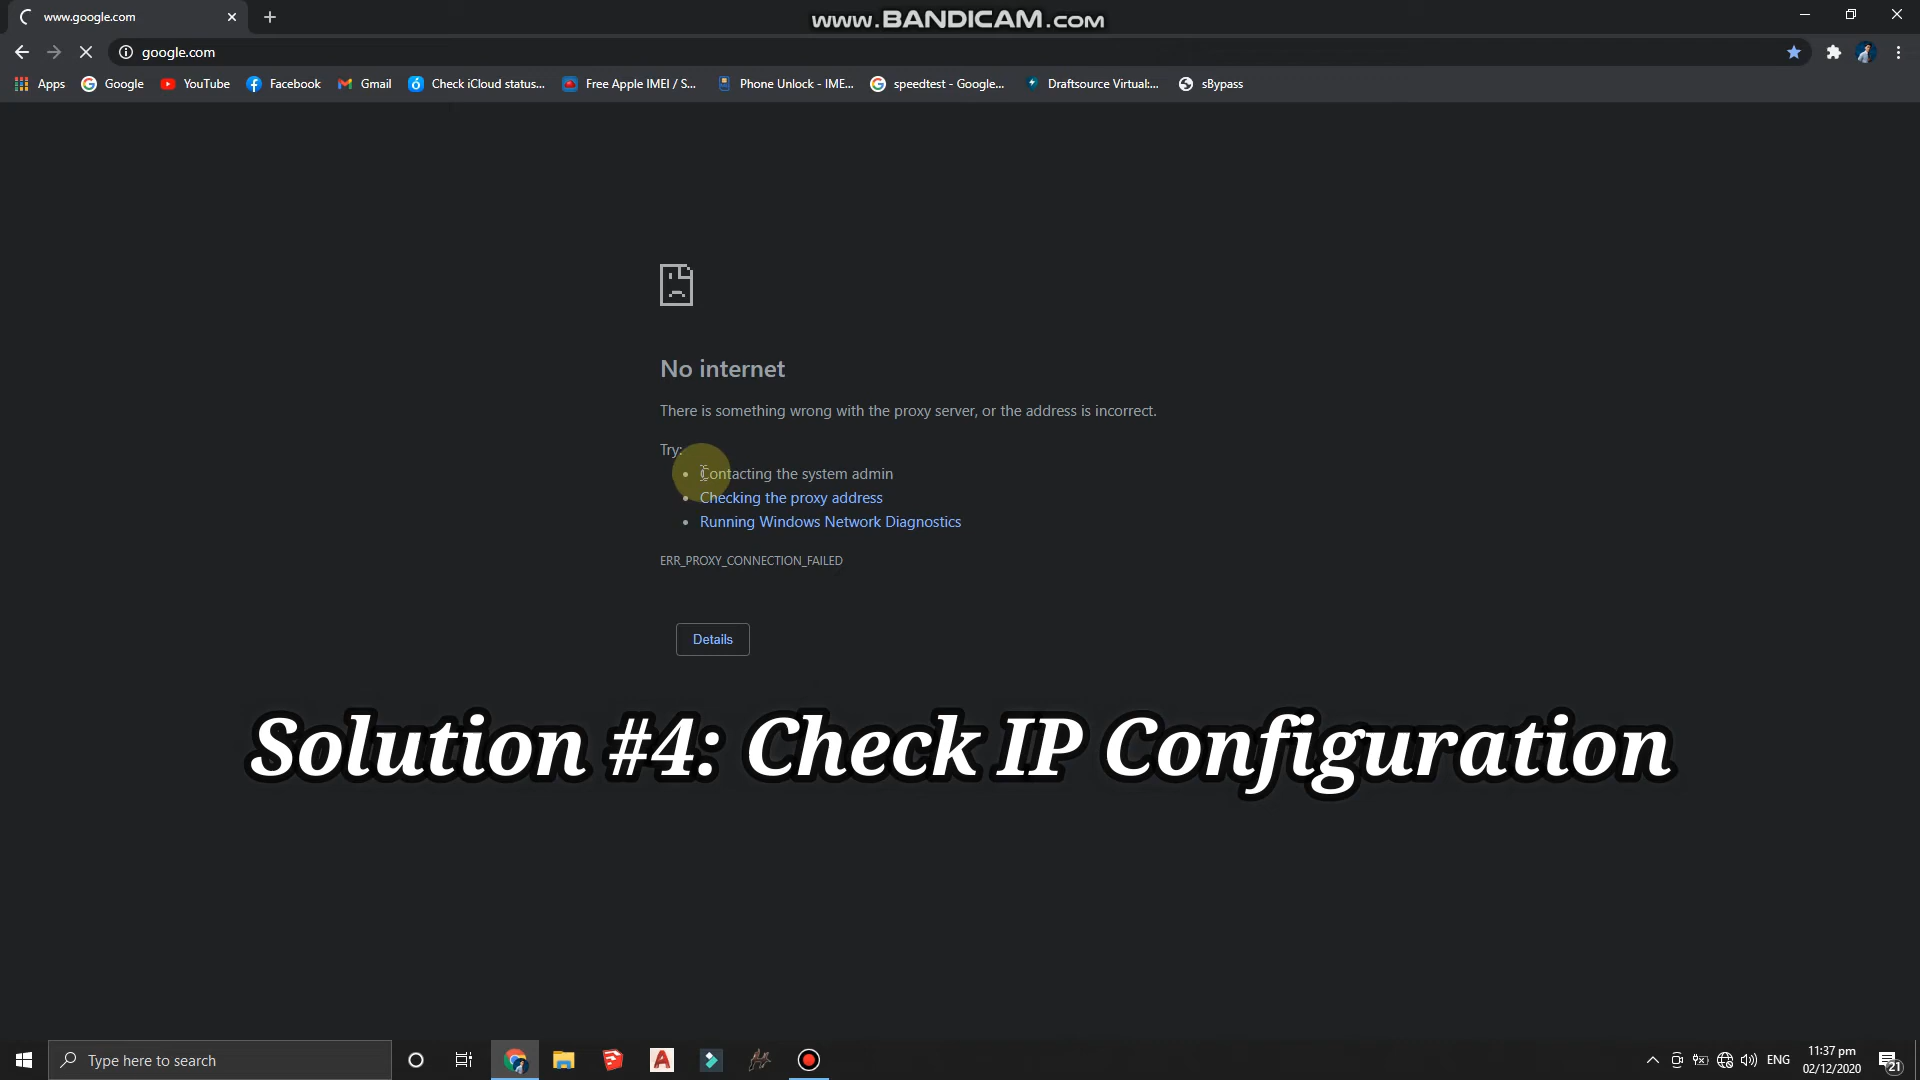 www.google.com
www.BANDICAM.com
google.com
Apps
Google
YouTube
Facebook
Gmail
Check iCloud status...
Free Apple IMEI / S...
Phone Unlock - IME...
speedtest - Google...
Draftsource Virtual:...
sBypass
No internet
There is something wrong with the proxy server, or the address is incorrect.
Try:
Contacting the system admin
Checking the proxy address
Running Windows Network Diagnostics
ERR_PROXY_CONNECTION_FAILED
Details
Solution #4: Check IP Configuration
Type here to search
ENG
11:37 pm
02/12/2020
21